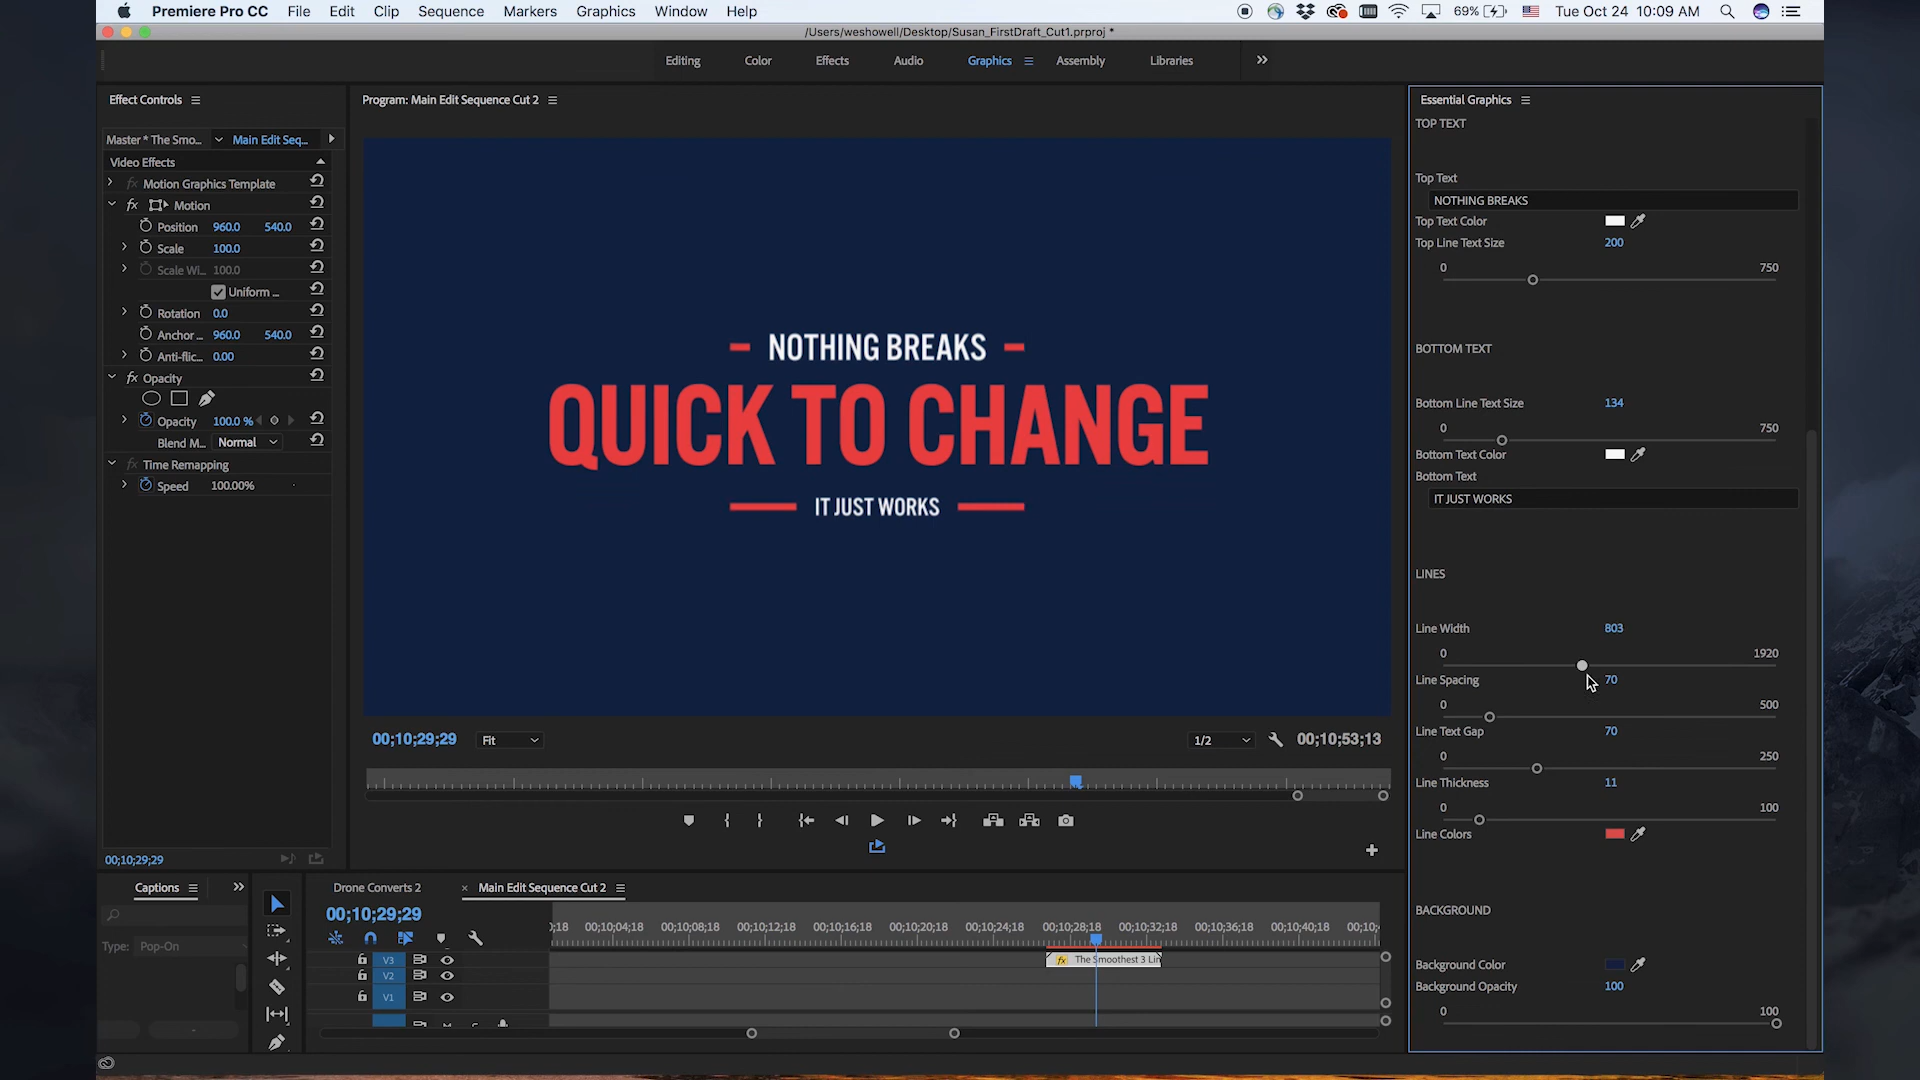 Premiere Pro CC File Edit Clip Sequence Markers Graphics Window Help 69% Tue Oct 24 10:09 AM
/Users/weshowell/Desktop/Susan_FirstDraft_Cut1.prproj *
Editing Color Effects Audio Graphics Assembly Libraries
Effect Controls
Master * The Smo... Main Edit Seq...
Video Effects
fx Motion Graphics Template
fx Motion
Position 960.0 540.0
Scale 100.0
Scale Wi... 100.0
Uniform ...
Rotation 0.0
Anchor ... 960.0 540.0
Anti-flic... 0.00
fx Opacity
Opacity 100.0 %
Blend M... Normal
fx Time Remapping
Speed 100.00%
00;10;29;29
Program: Main Edit Sequence Cut 2
NOTHING BREAKS
QUICK TO CHANGE
IT JUST WORKS
00;10;29;29 Fit 1/2 00;10;53;13
Essential Graphics
TOP TEXT
Top Text
NOTHING BREAKS
Top Text Color
Top Line Text Size 200
0 750
BOTTOM TEXT
Bottom Line Text Size 134
0 750
Bottom Text Color
Bottom Text
IT JUST WORKS
LINES
Line Width 803
0 1920
Line Spacing 70
0 500
Line Text Gap 70
0 250
Line Thickness 11
0 100
Line Colors
BACKGROUND
Background Color
Background Opacity 100
0 100
Captions
Type: Pop-On
Drone Converts 2 × Main Edit Sequence Cut 2
00;10;29;29
;18 00;10;04;18 00;10;08;18 00;10;12;18 00;10;16;18 00;10;20;18 00;10;24;18 00;10;28;18 00;10;32;18 00;10;36;18 00;10;40;18 00;10;
V3 fx The Smoothest 3 Lin
V2
V1